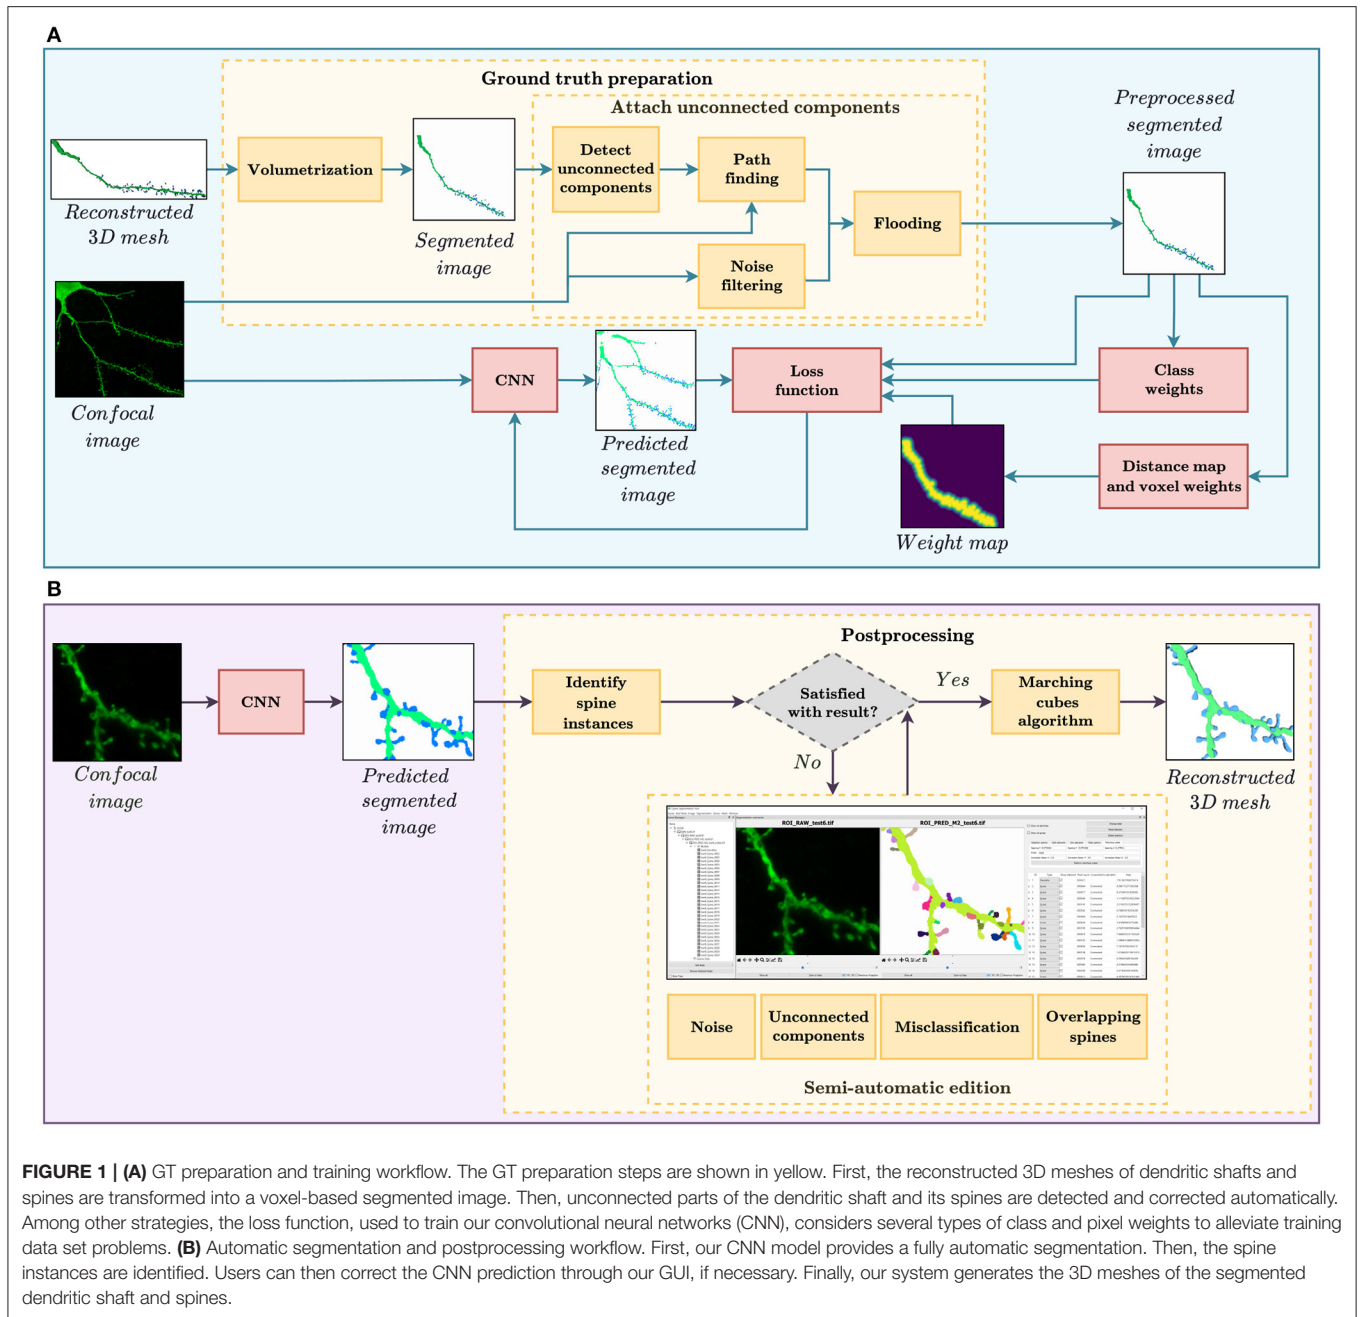 A
Ground truth preparation
Attach unconnected components
Preprocessed
segmented
image
Reconstructed
3D mesh
Volumetrization
Segmented
image
Detect
unconnected
components
Path
finding
Noise
filtering
Flooding
Confocal
image
CNN
Predicted
segmented
image
Loss
function
Class
weights
Distance map
and voxel weights
Weight map
B
Postprocessing
Confocal
image
CNN
Predicted
segmented
image
Identify
spine
instances
Satisfied
with result?
Yes
No
Marching
cubes
algorithm
Reconstructed
3D mesh
ROI_RAW_test6.tif
ROI_PRED_M2_test6.tif
Noise
Unconnected
components
Misclassification
Overlapping
spines
Semi-automatic edition
FIGURE 1 | (A) GT preparation and training workflow. The GT preparation steps are shown in yellow. First, the reconstructed 3D meshes of dendritic shafts and
spines are transformed into a voxel-based segmented image. Then, unconnected parts of the dendritic shaft and its spines are detected and corrected automatically.
Among other strategies, the loss function, used to train our convolutional neural networks (CNN), considers several types of class and pixel weights to alleviate training
data set problems. (B) Automatic segmentation and postprocessing workflow. First, our CNN model provides a fully automatic segmentation. Then, the spine
instances are identified. Users can then correct the CNN prediction through our GUI, if necessary. Finally, our system generates the 3D meshes of the segmented
dendritic shaft and spines.